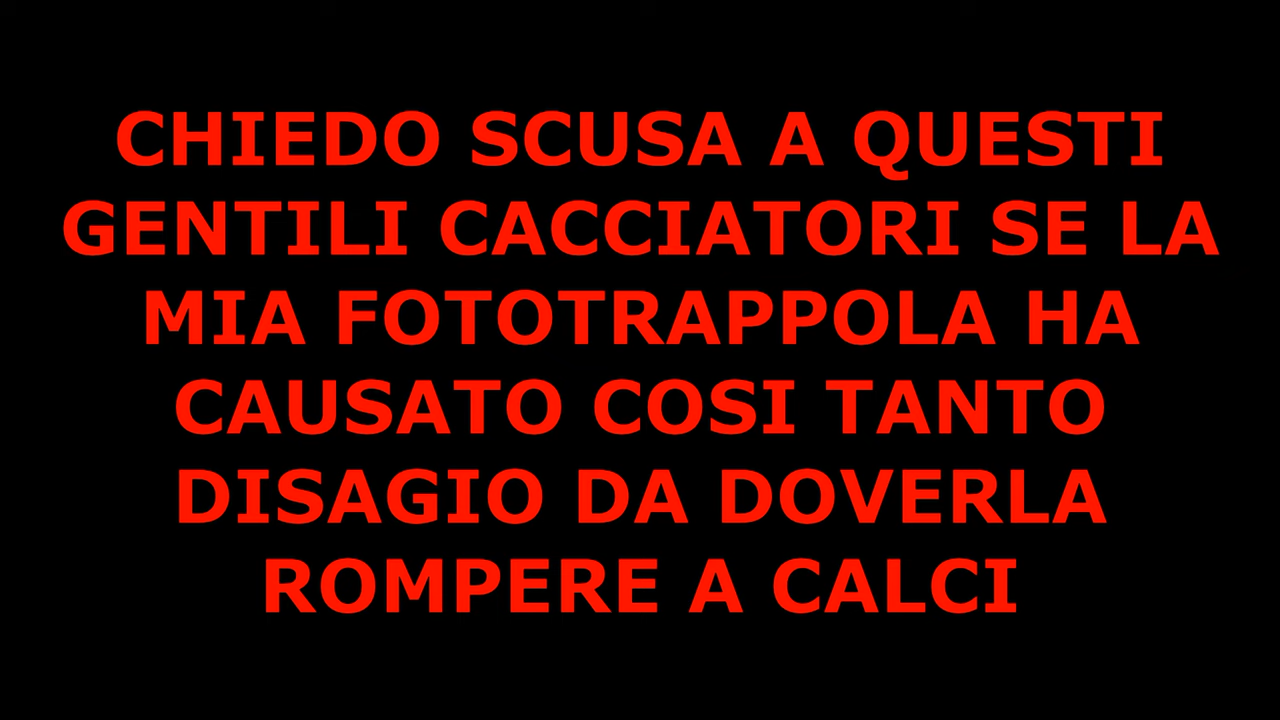 CHIEDO SCUSA A QUESTI
GENTILI CACCIATORI SE LA
MIA FOTOTRAPPOLA HA
CAUSATO COSI TANTO
DISAGIO DA DOVERLA
ROMPERE A CALCI